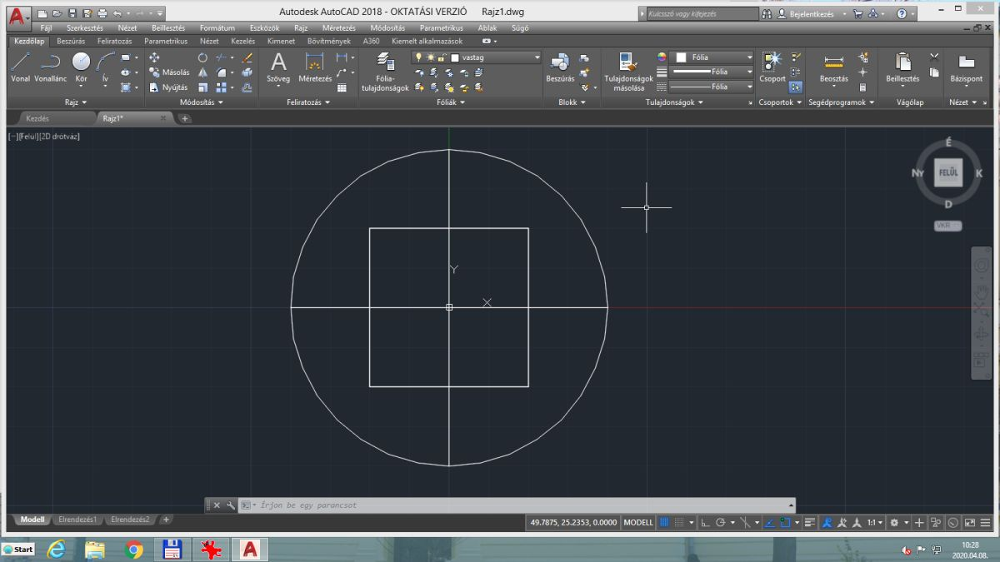 Autodesk AutoCAD 2018 - OKTATÁSI VERZIÓ Rajz1.dwg
Kulcsszó vagy kifejezés
Bejelentkezés
Fájl Szerkesztés Nézet Beillesztés Formátum Eszközök Rajz Méretezés Módosítás Parametrikus Ablak Súgó
Kezdőlap Beszúrás Feliratozás Parametrikus Nézet Kezelés Kimenet Bővítmények A360 Kiemelt alkalmazások
Vonal Vonallánc Kör Ív
Másolás
Nyújtás
Szöveg Méretezés
Fólia-
tulajdonságok
vastag
Beszúrás
Tulajdonságok
másolása
Fólia
Fólia
Fólia
Csoport
Beosztás
Beillesztés
Bázispont
Rajz Módosítás Feliratozás Fóliák Blokk Tulajdonságok Csoportok Segédprogramok Vágólap Nézet
Kezdés Rajz1*
[−][Felül][2D drótváz]
É
Ny FELÜL K
D
VKR
Y
X
Írjon be egy parancsot
Modell Elrendezés1 Elrendezés2
49.7875, 25.2353, 0.0000 MODELL 1:1
Start
10:28
2020.04.08.